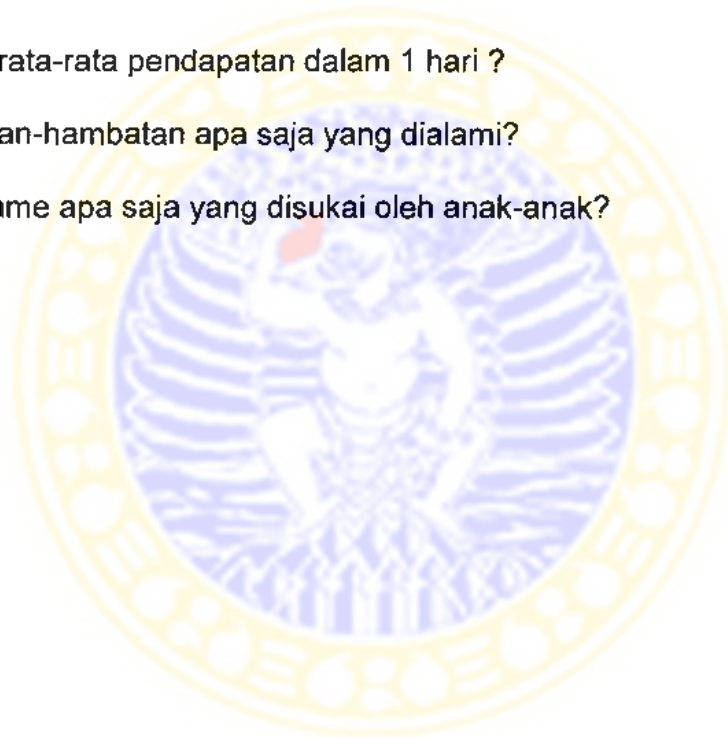 rata-rata pendapatan dalam 1 hari ?
an-hambatan apa saja yang dialami?
ame apa saja yang disukai oleh anak-anak?